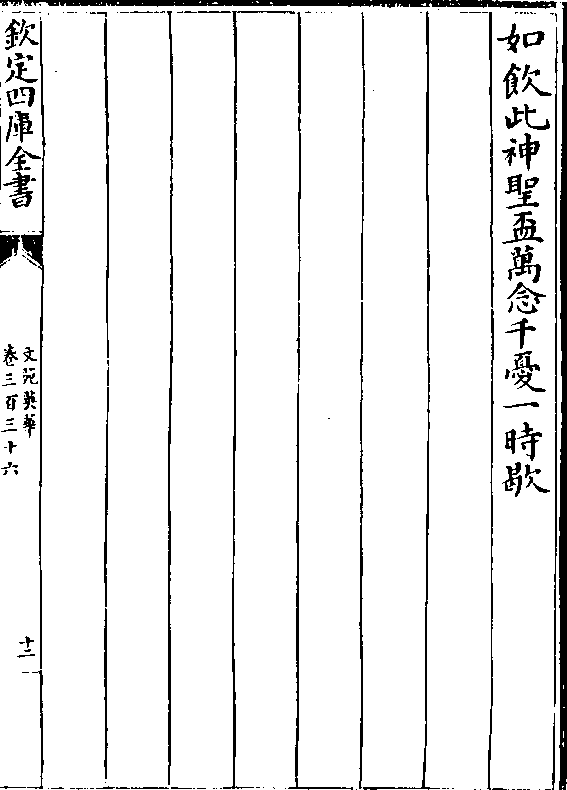 如飲此神聖盃萬念千憂一時歇
欽定四庫全書
文苑英華
卷三百三十六
十二